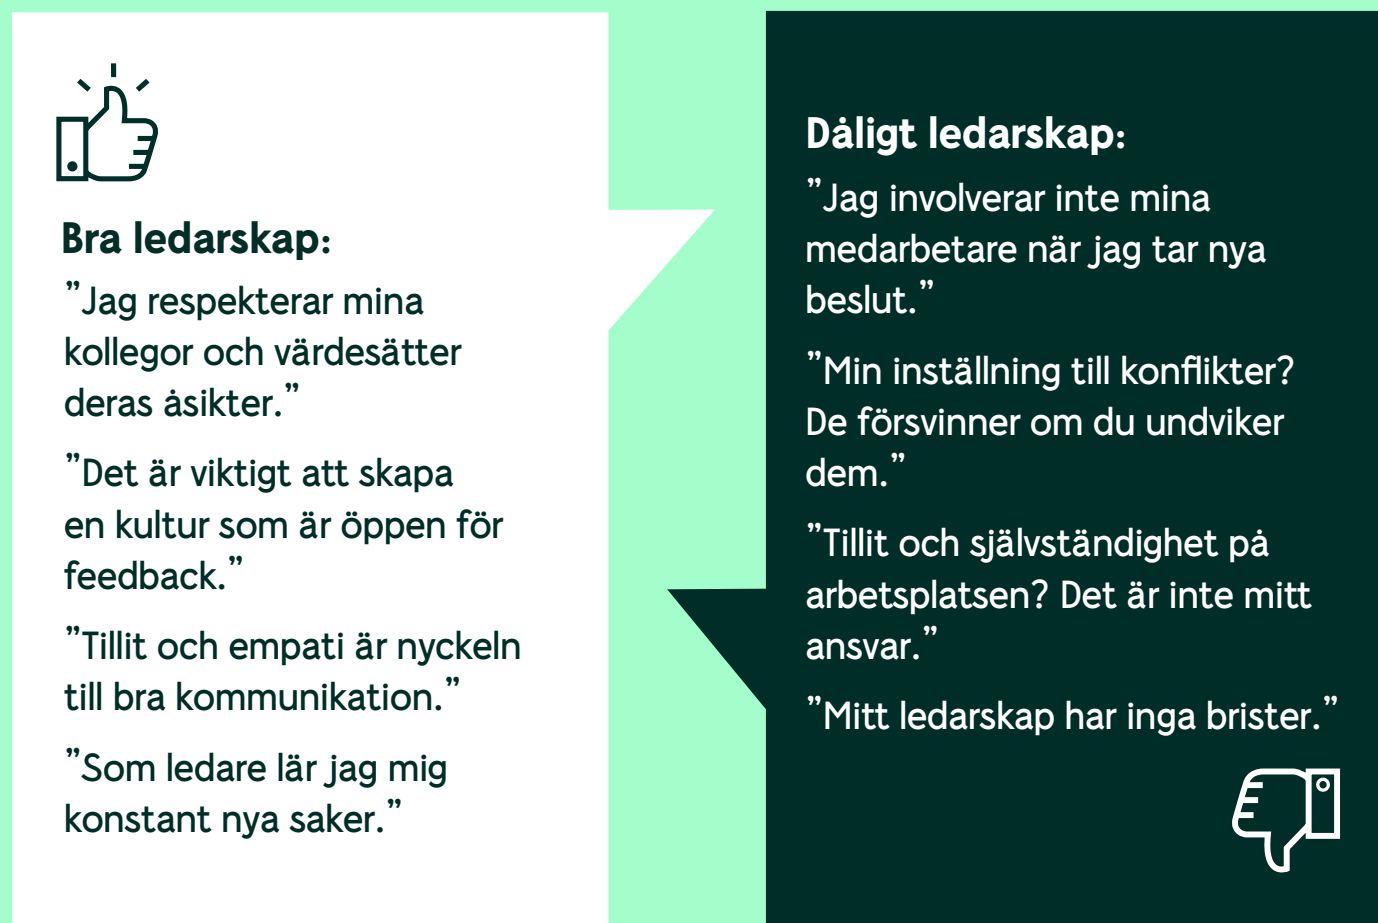 Bra ledarskap:
”Jag respekterar mina
kollegor och värdesätter
deras åsikter.”
”Det är viktigt att skapa
en kultur som är öppen för
feedback.”
”Tillit och empati är nyckeln
till bra kommunikation.”
”Som ledare lär jag mig
konstant nya saker.”
Dåligt ledarskap:
”Jag involverar inte mina
medarbetare när jag tar nya
beslut.”
”Min inställning till konflikter?
De försvinner om du undviker
dem.”
”Tillit och självständighet på
arbetsplatsen? Det är inte mitt
ansvar.”
”Mitt ledarskap har inga brister.”